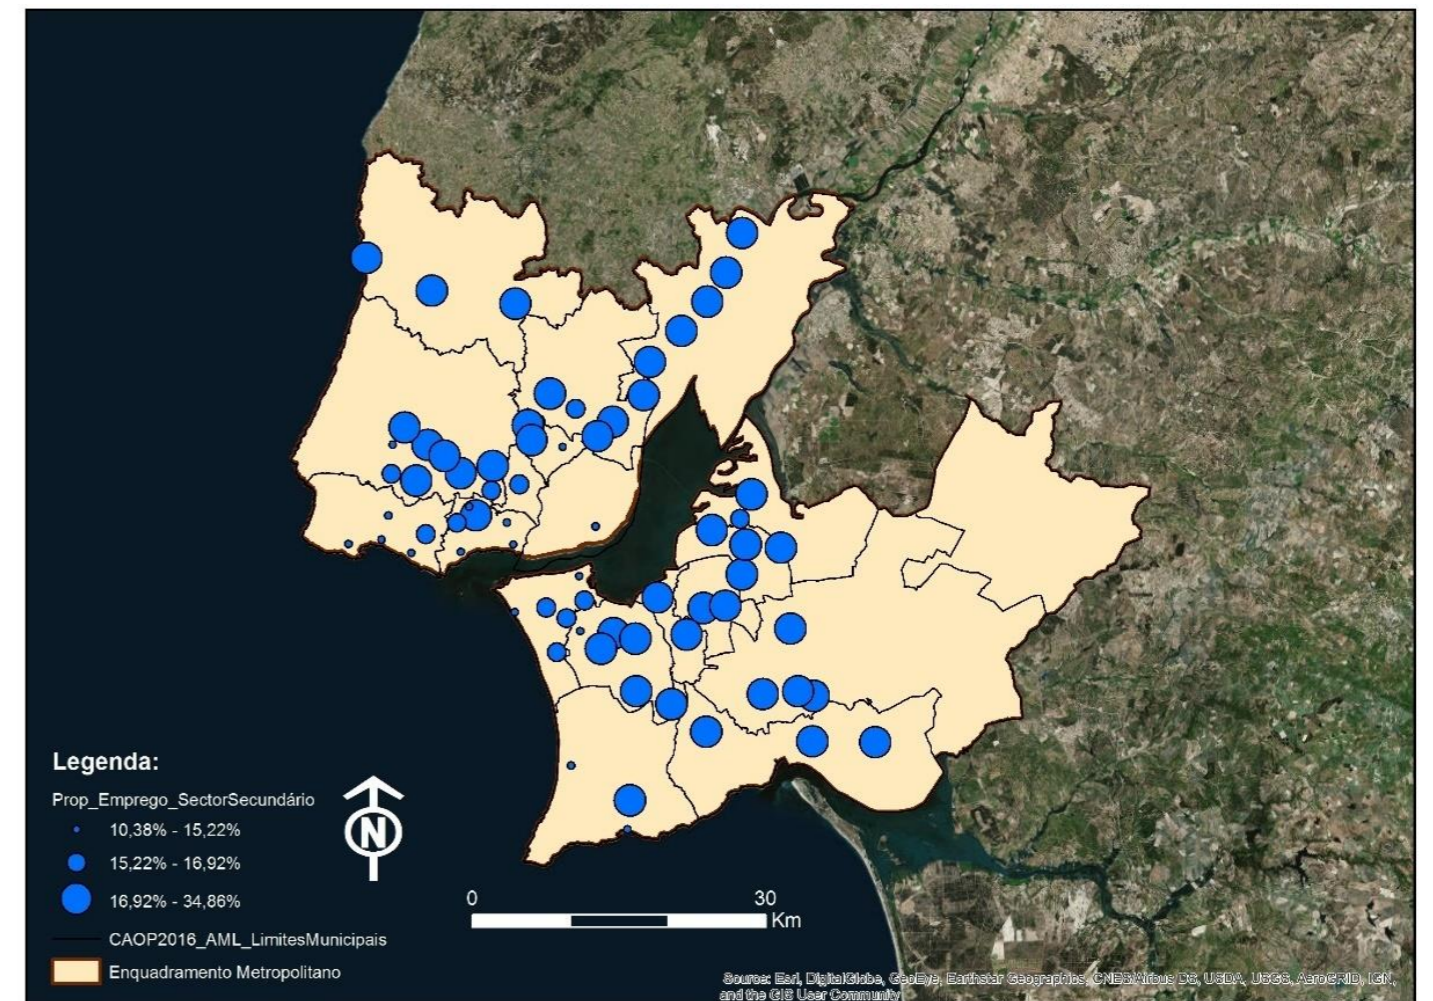 Legenda:
Prop_Emprego_SectorSecundário
10,38% - 15,22%
15,22% - 16,92%
16,92% - 34,86%
CAOP2016_AML_LimitesMunicipais
Enquadramento Metropolitano
N
0 30
Km
Source: Esri, DigitalGlobe, GeoEye, Earthstar Geographics, CNES/Airbus DS, USDA, USGS, AeroGRID, IGN,
and the GIS User Community